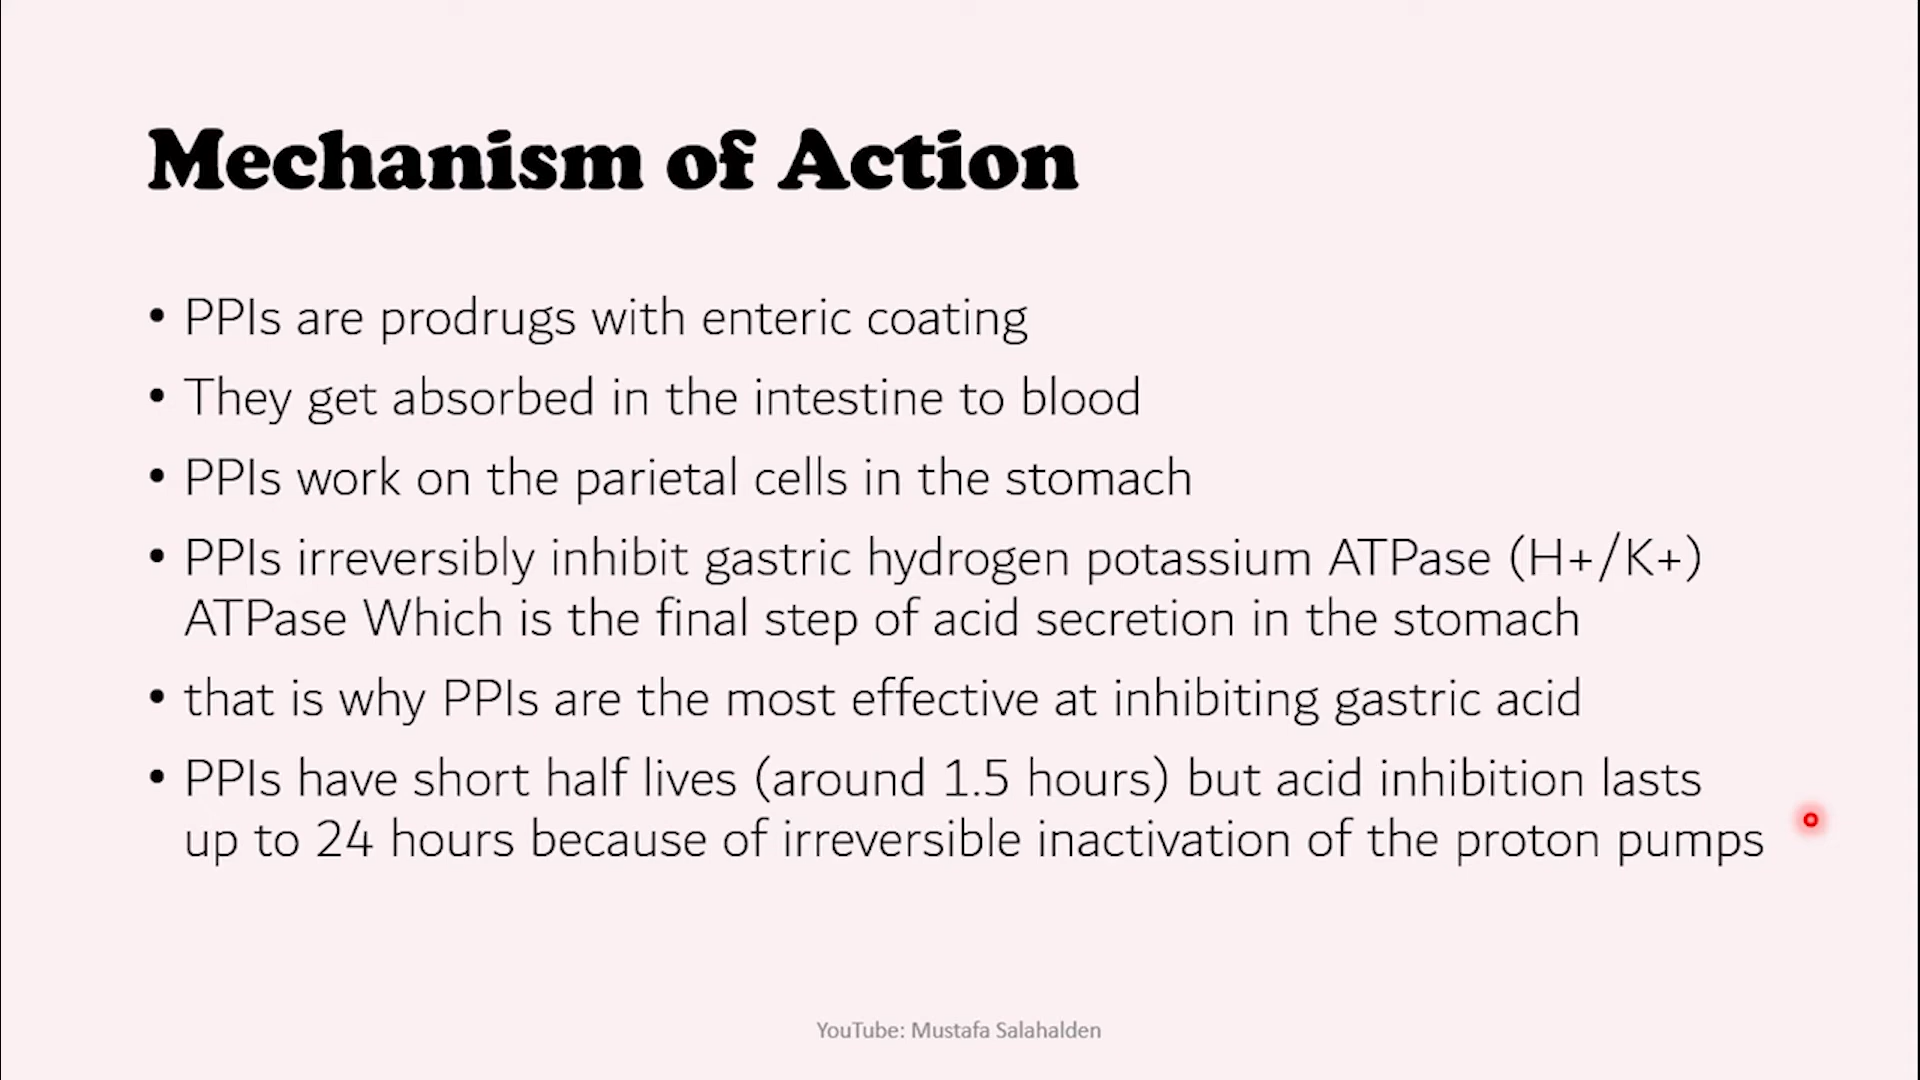 Mechanism of Action
• PPIs are prodrugs with enteric coating
• They get absorbed in the intestine to blood
• PPIs work on the parietal cells in the stomach
• PPIs irreversibly inhibit gastric hydrogen potassium ATPase (H+/K+)
ATPase Which is the final step of acid secretion in the stomach
• that is why PPIs are the most effective at inhibiting gastric acid
• PPIs have short half lives (around 1.5 hours) but acid inhibition lasts
up to 24 hours because of irreversible inactivation of the proton pumps
YouTube: Mustafa Salahalden